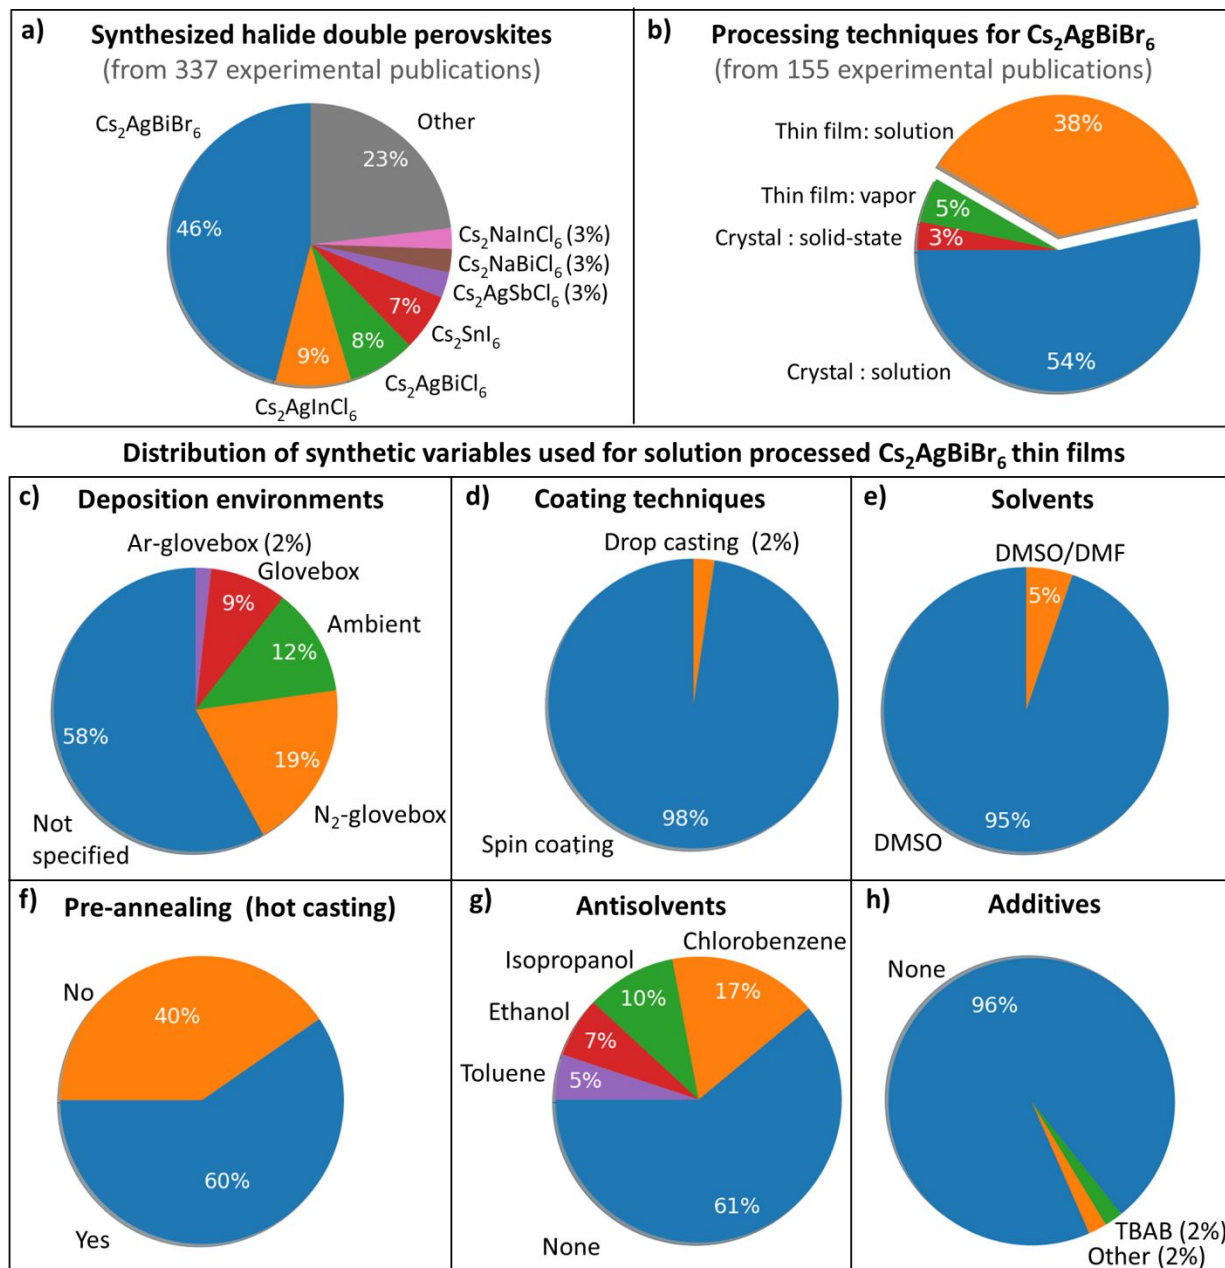 a) Synthesized halide double perovskites
(from 337 experimental publications)
Cs₂AgBiBr₆
Other
23%
46%
Cs₂NaInCl₆ (3%)
Cs₂NaBiCl₆ (3%)
Cs₂AgSbCl₆ (3%)
7%
Cs₂SnI₆
8%
9%
Cs₂AgBiCl₆
Cs₂AgInCl₆
b) Processing techniques for Cs₂AgBiBr₆
(from 155 experimental publications)
Thin film: solution
38%
Thin film: vapor
5%
Crystal : solid-state
3%
54%
Crystal : solution
Distribution of synthetic variables used for solution processed Cs₂AgBiBr₆ thin films
c) Deposition environments
Ar-glovebox (2%)
Glovebox
9%
Ambient
12%
58%
19%
N₂-glovebox
Not
specified
d) Coating techniques
Drop casting (2%)
98%
Spin coating
e) Solvents
DMSO/DMF
5%
95%
DMSO
f) Pre-annealing (hot casting)
No
40%
60%
Yes
g) Antisolvents
Chlorobenzene
Isopropanol
17%
10%
Ethanol
7%
Toluene
5%
61%
None
h) Additives
None
96%
TBAB (2%)
Other (2%)